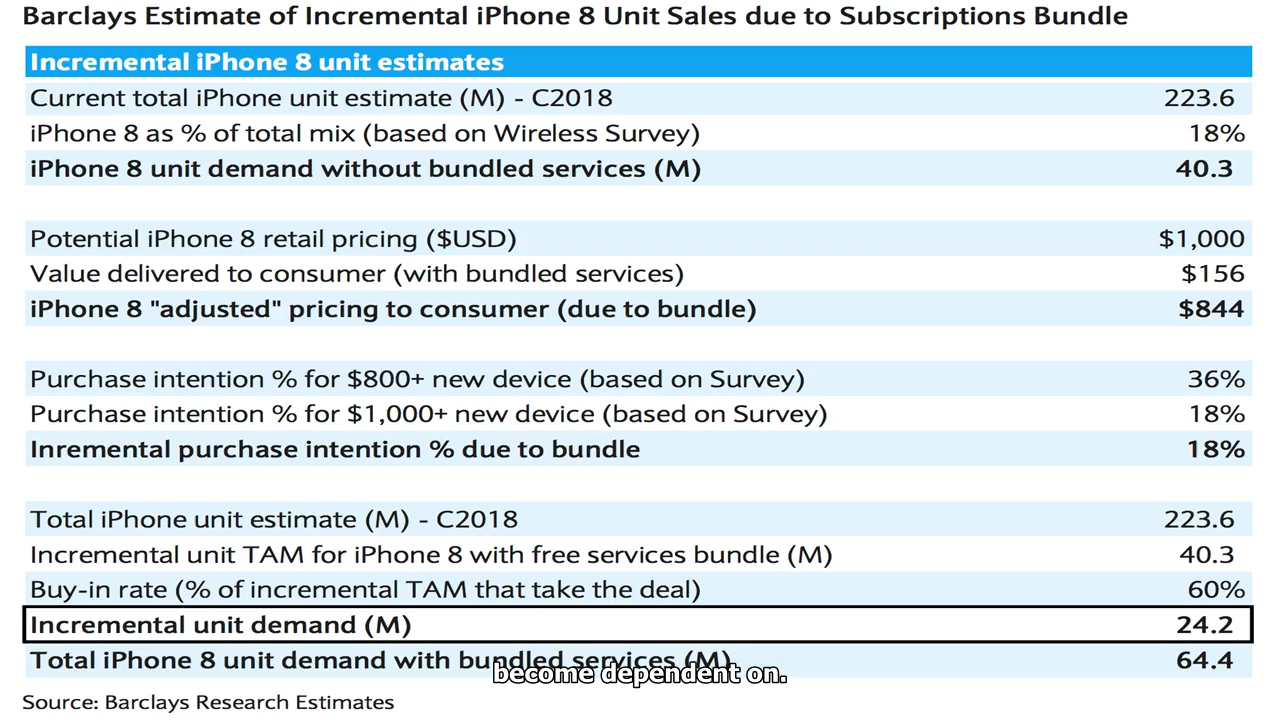 Barclays Estimate of Incremental iPhone 8 Unit Sales due to Subscriptions Bundle
Incremental iPhone 8 unit estimates
Current total iPhone unit estimate (M) - C2018 223.6
iPhone 8 as % of total mix (based on Wireless Survey) 18%
iPhone 8 unit demand without bundled services (M) 40.3
Potential iPhone 8 retail pricing ($USD) $1,000
Value delivered to consumer (with bundled services) $156
iPhone 8 "adjusted" pricing to consumer (due to bundle) $844
Purchase intention % for $800+ new device (based on Survey) 36%
Purchase intention % for $1,000+ new device (based on Survey) 18%
Inremental purchase intention % due to bundle 18%
Total iPhone unit estimate (M) - C2018 223.6
Incremental unit TAM for iPhone 8 with free services bundle (M) 40.3
Buy-in rate (% of incremental TAM that take the deal) 60%
Incremental unit demand (M) 24.2
Total iPhone 8 unit demand with bundled services (M) 64.4
become dependent on.
Source: Barclays Research Estimates